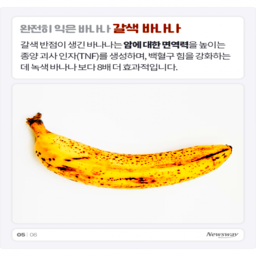 완전히 익은 바나나 갈색 바나나
갈색 반점이 생긴 바나나는 암에 대한 면역력을 높이는
종양 괴사 인자(TNF)를 생성하며, 백혈구 힘을 강화하는
데 녹색 바나나 보다 8배 더 효과적입니다.
05 | 06
Newsway